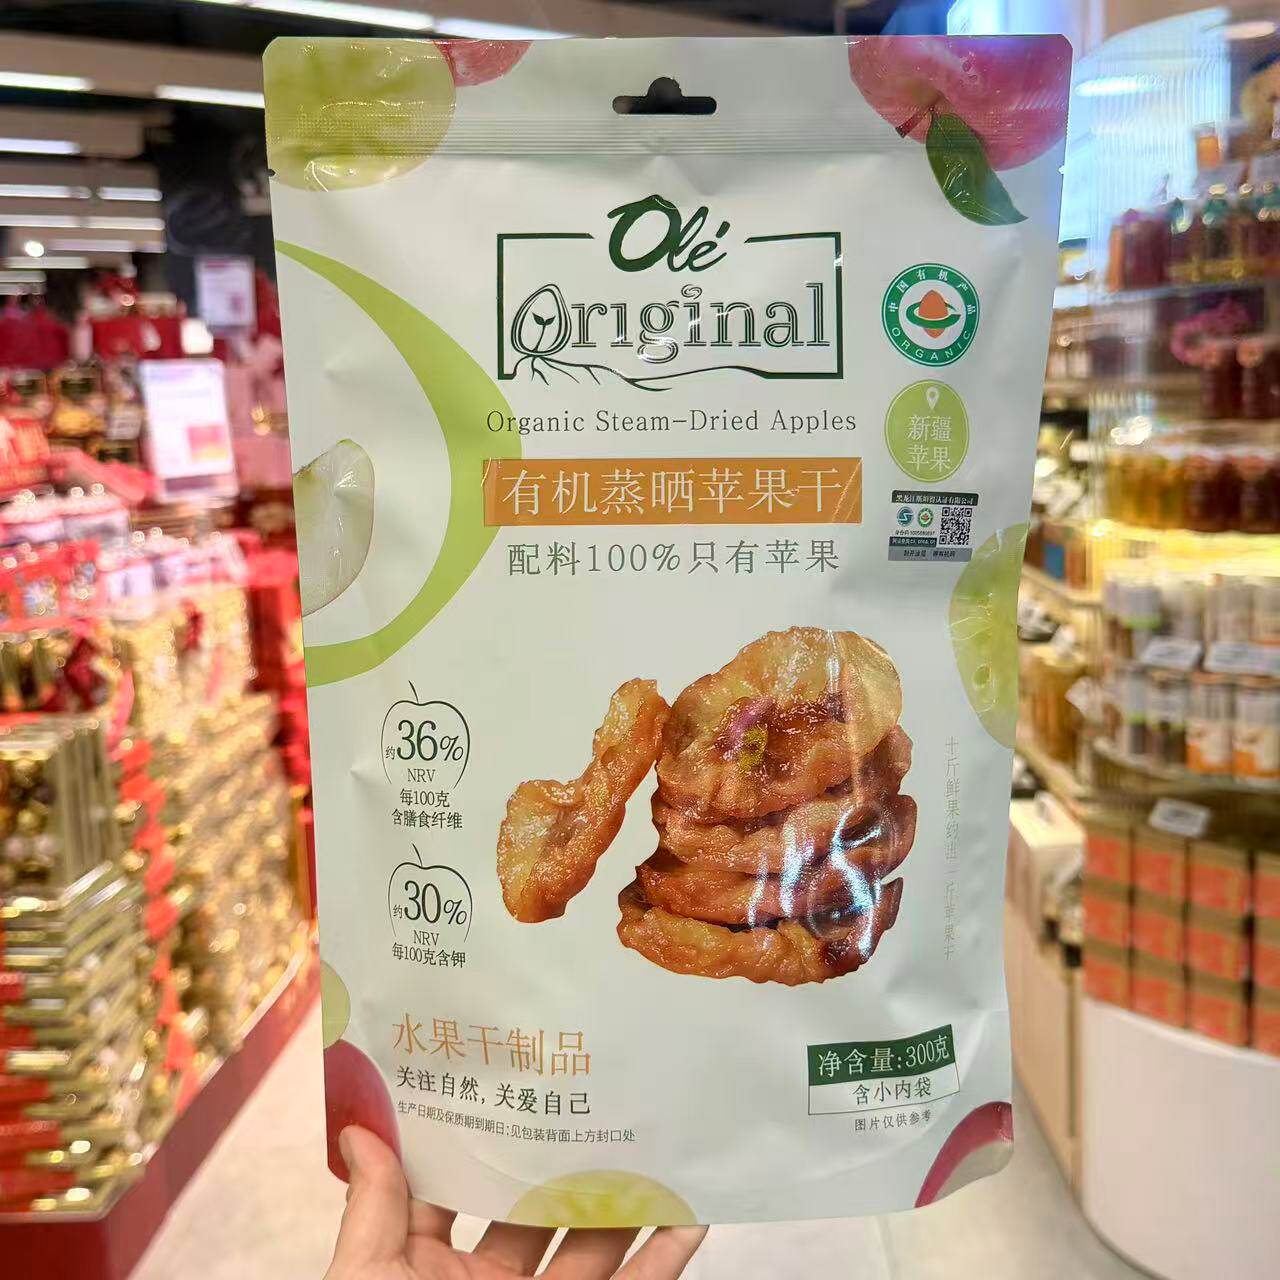 Olé
Original
中国有机产品
ORGANIC
Organic Steam-Dried Apples
新疆
苹果
有机蒸晒苹果干
配料100%只有苹果
约36%
NRV
每100克
含膳食纤维
约30%
NRV
每100克含钾
十斤鲜果约出一斤苹果干
水果干制品
关注自然,关爱自己
生产日期及保质期到期日:见包装背面上方封口处
净含量:300克
含小内袋
图片仅供参考